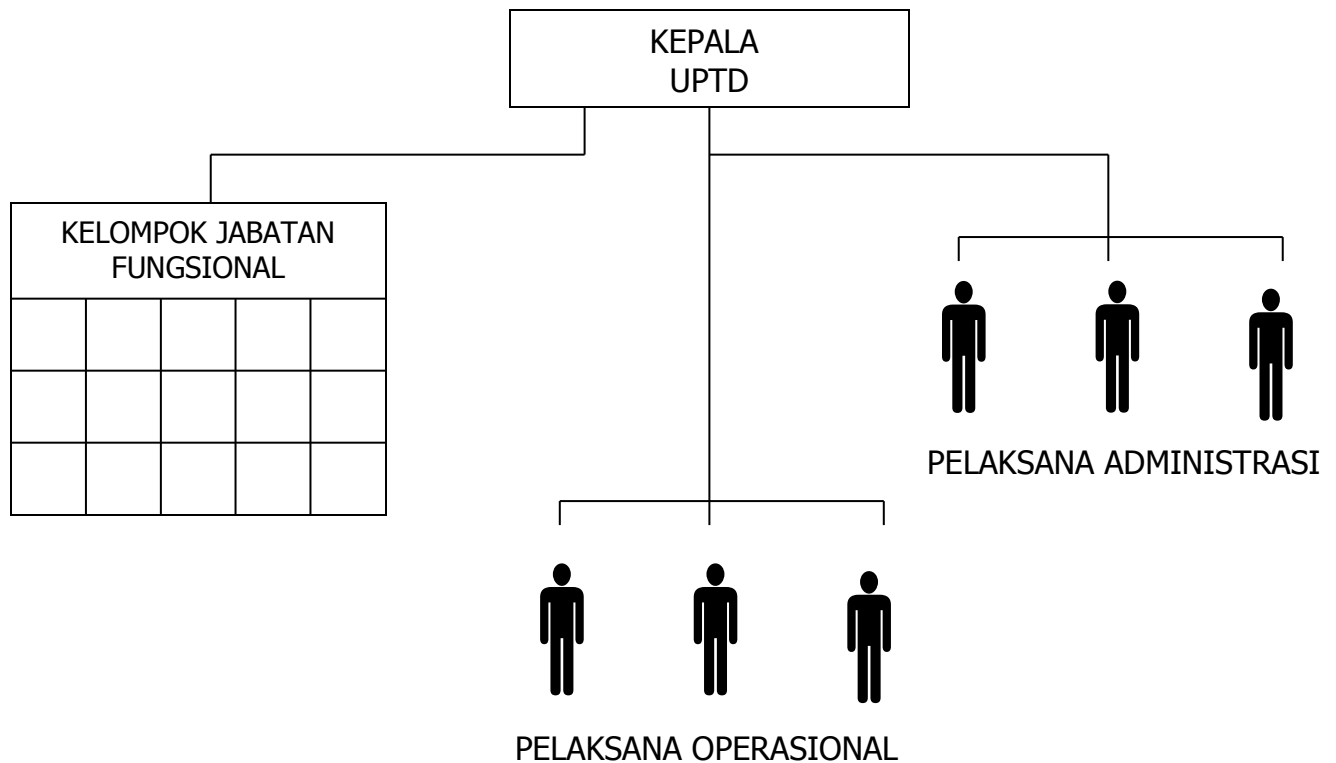 KEPALA
UPTD
KELOMPOK JABATAN
FUNGSIONAL
PELAKSANA ADMINISTRASI
PELAKSANA OPERASIONAL